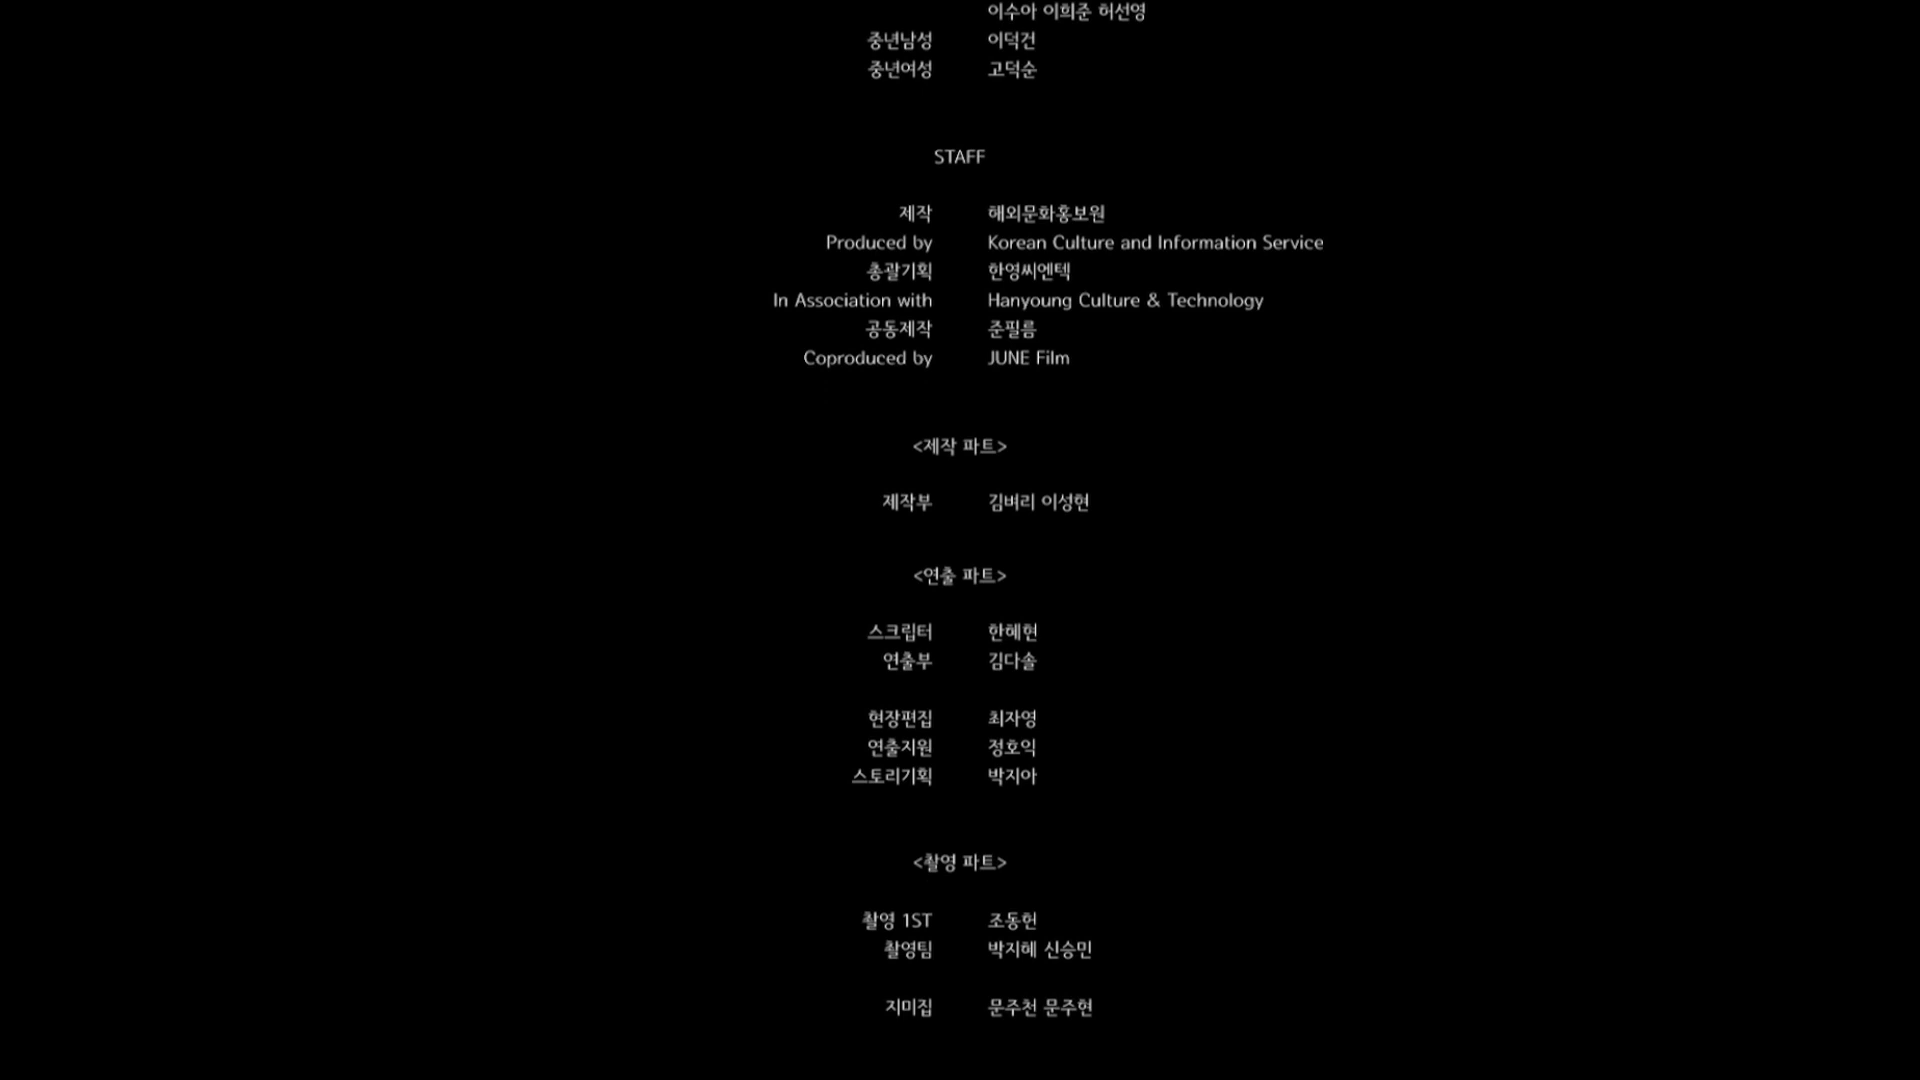 이수아 이희준 허선영
중년남성 이덕건
중년여성 고덕순
STAFF
제작 해외문화홍보원
Produced by Korean Culture and Information Service
총괄기획 한영씨엔텍
In Association with Hanyoung Culture & Technology
공동제작 준필름
Coproduced by JUNE Film
<제작 파트>
제작부 김벼리 이성현
<연출 파트>
스크립터 한혜현
연출부 김다솔
현장편집 최자영
연출지원 정호익
스토리기획 박지아
<촬영 파트>
촬영 1ST 조동헌
촬영팀 박지혜 신승민
지미집 문주천 문주현